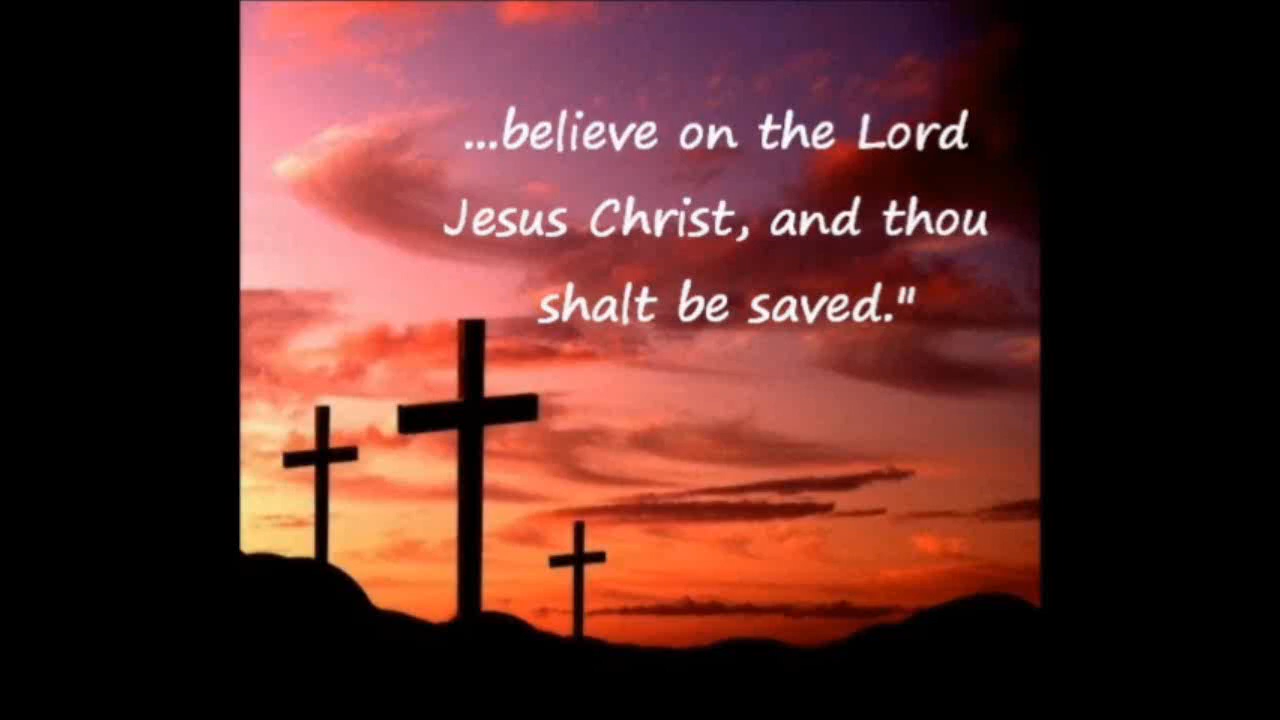 ...believe on the Lord
Jesus Christ, and thou
shalt be saved."